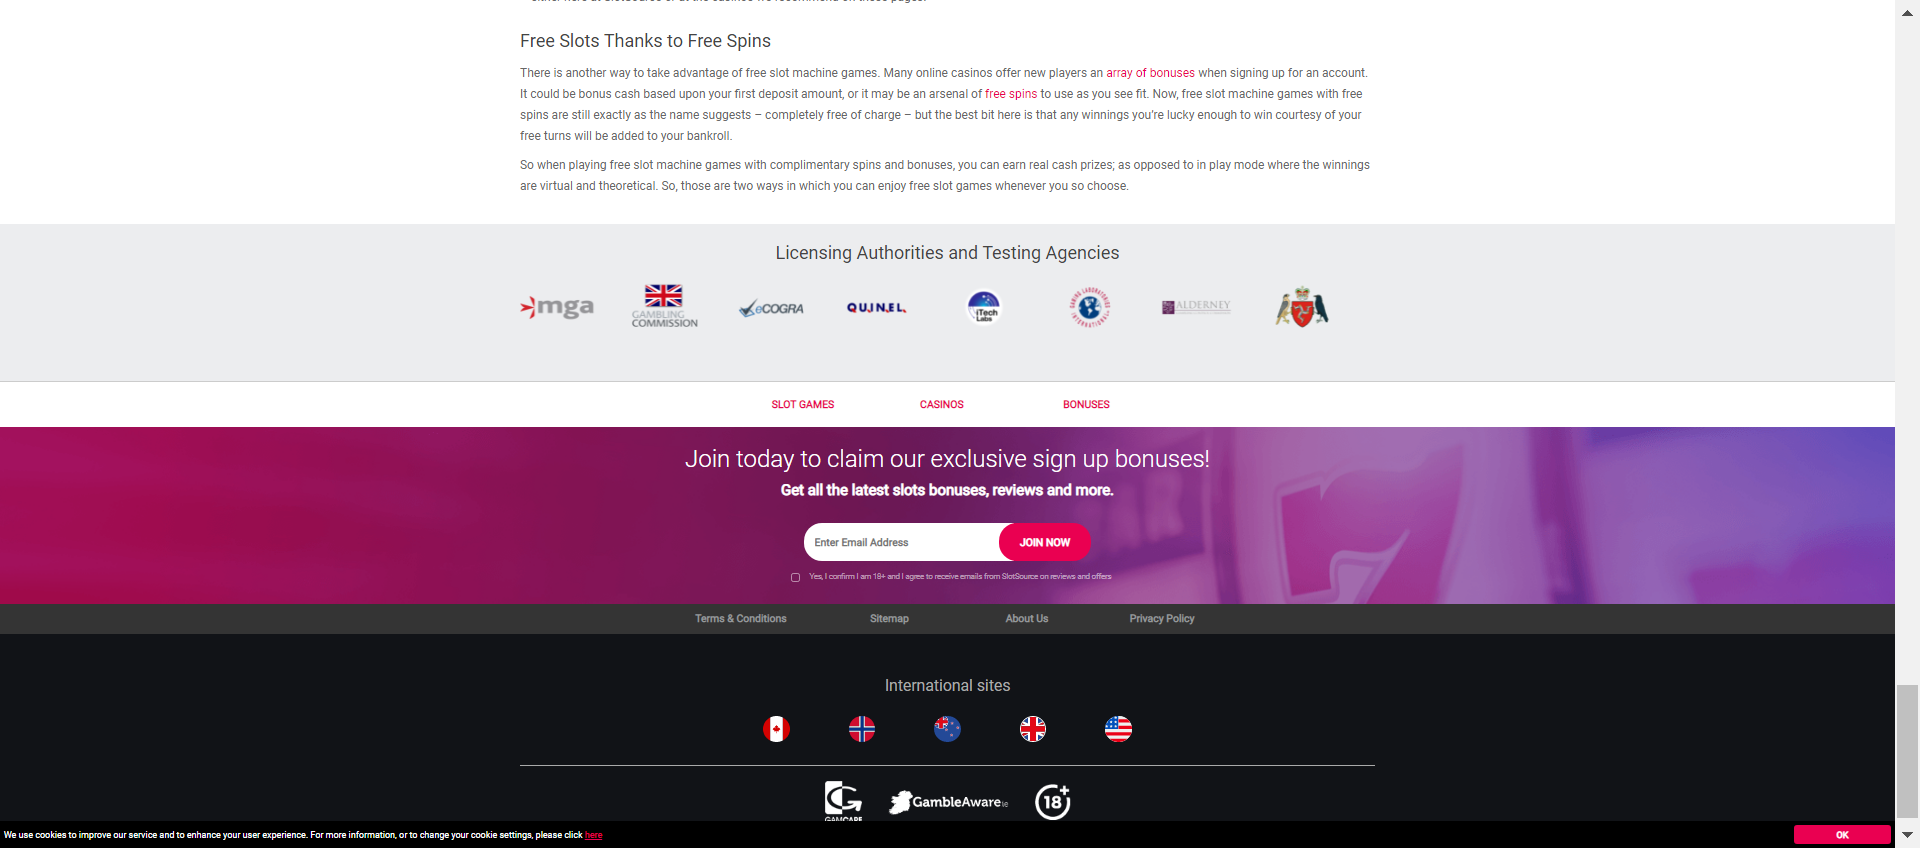 Free Slots Thanks to Free Spins
There is another way to take advantage of free slot machine games. Many online casinos offer new players an array of bonuses when signing up for an account.
It could be bonus cash based upon your first deposit amount, or it may be an arsenal of free spins to use as you see fit. Now, free slot machine games with free
spins are still exactly as the name suggests – completely free of charge – but the best bit here is that any winnings you're lucky enough to win courtesy of your
free turns will be added to your bankroll.
So when playing free slot machine games with complimentary spins and bonuses, you can earn real cash prizes; as opposed to in play mode where the winnings
are virtual and theoretical. So, those are two ways in which you can enjoy free slot games whenever you so choose.
Licensing Authorities and Testing Agencies
mga
GAMBLING
COMMISSION
eCOGRA
QUINEL
iTech
Labs
GAMING LABORATORIES
INTERNATIONAL
ALDERNEY
SLOT GAMES
CASINOS
BONUSES
Join today to claim our exclusive sign up bonuses!
Get all the latest slots bonuses, reviews and more.
Enter Email Address
JOIN NOW
Yes, I confirm I am 18+ and I agree to receive emails from SlotSource on reviews and offers
Terms & Conditions
Sitemap
About Us
Privacy Policy
International sites
GAMCARE
GambleAware.ie
18+
We use cookies to improve our service and to enhance your user experience. For more information, or to change your cookie settings, please click here
OK